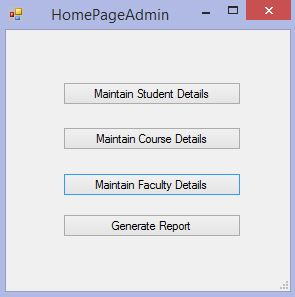 HomePageAdmin
Maintain Student Details
Maintain Course Details
Maintain Faculty Details
Generate Report